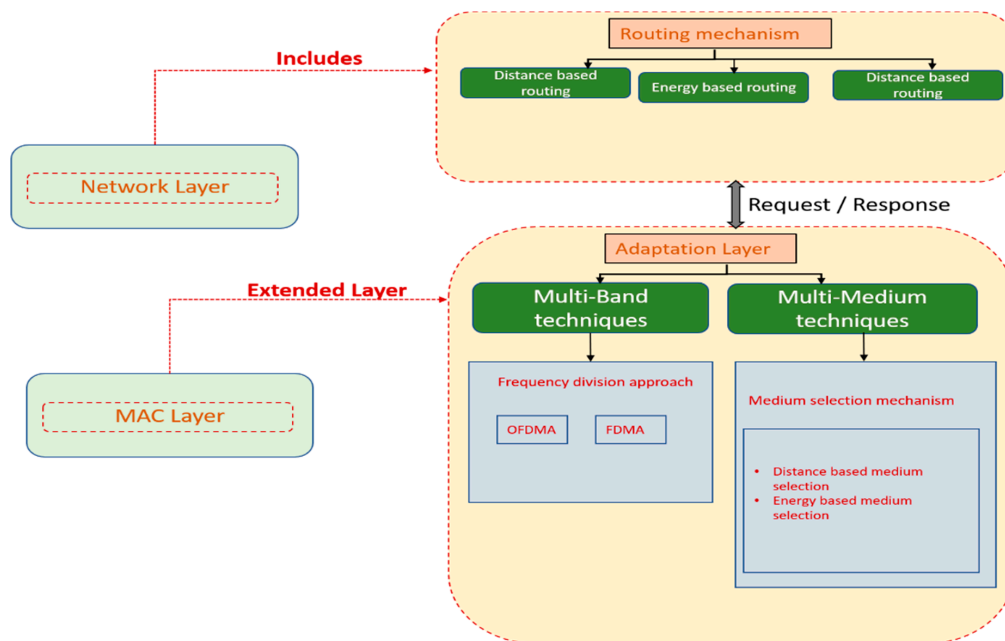 Routing mechanism
Includes
Distance based
routing
Energy based routing
Distance based
routing
Network Layer
Request / Response
Adaptation Layer
Extended Layer
Multi-Band
techniques
Multi-Medium
techniques
Frequency division approach
OFDMA
FDMA
MAC Layer
Medium selection mechanism
• Distance based medium
selection
• Energy based medium
selection